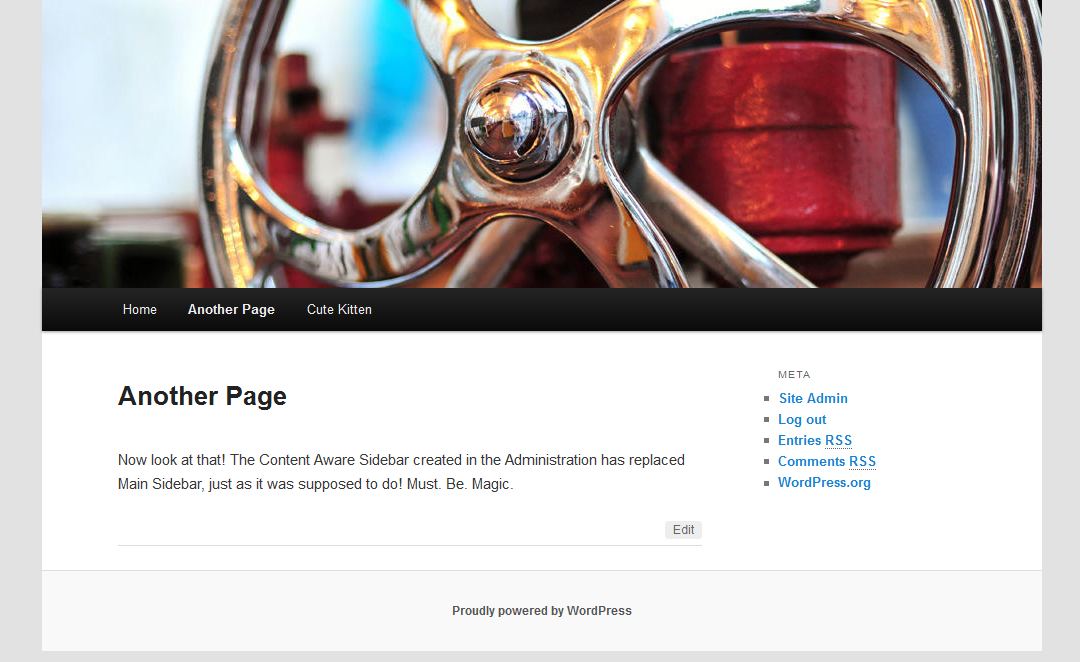 Home Another Page Cute Kitten
Another Page
Now look at that! The Content Aware Sidebar created in the Administration has replaced
Main Sidebar, just as it was supposed to do! Must. Be. Magic.
Edit
META
Site Admin
Log out
Entries RSS
Comments RSS
WordPress.org
Proudly powered by WordPress